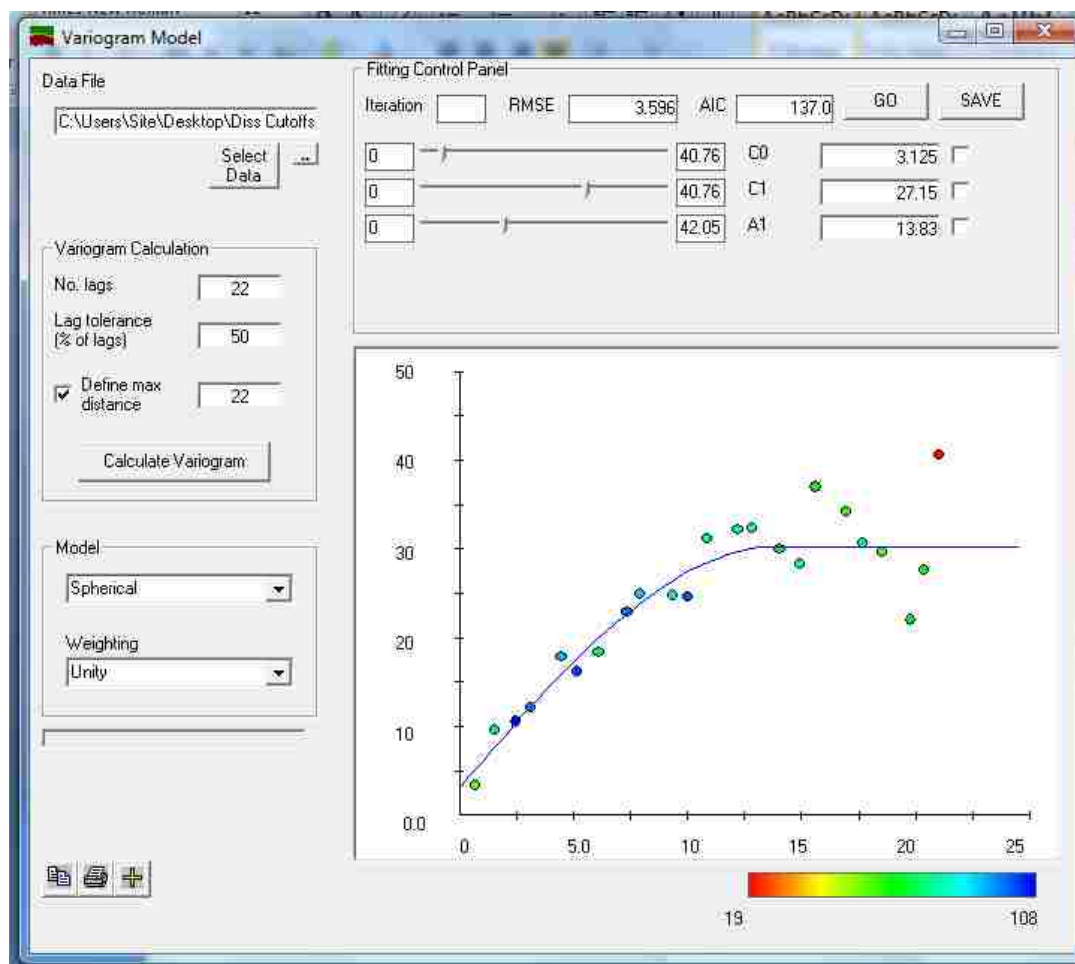 Variogram Model
Data File
C:\Users\Site\Desktop\Diss Cutoffs
Select
Data
..
Variogram Calculation
No. lags 22
Lag tolerance
(% of lags) 50
Define max
distance 22
Calculate Variogram
Model
Spherical
Weighting
Unity
Fitting Control Panel
Iteration RMSE 3.596 AIC 137.0 GO SAVE
0 40.76 C0 3.125
0 40.76 C1 27.15
0 42.05 A1 13.83
50
40
30
20
10
0.0
0 5.0 10 15 20 25
19 108